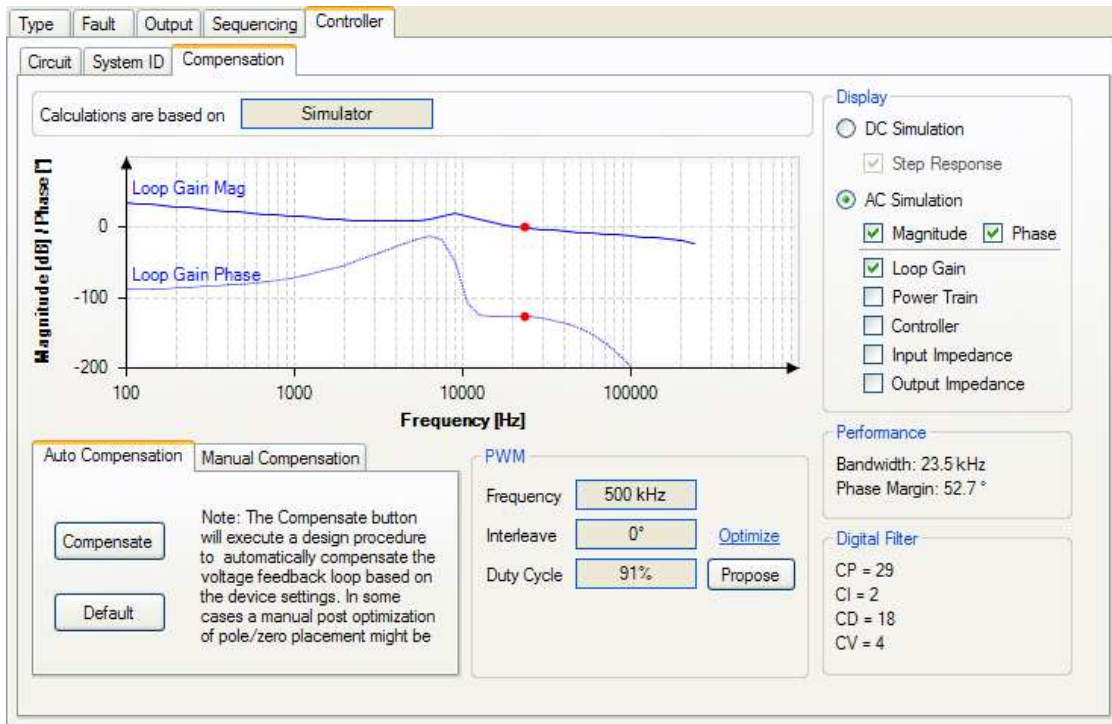 Type Fault Output Sequencing Controller
Circuit System ID Compensation
Calculations are based on Simulator
Magnitude [dB] / Phase [°]
Loop Gain Mag
Loop Gain Phase
0
-100
-200
100 1000 10000 100000
Frequency [Hz]
Display
DC Simulation
Step Response
AC Simulation
Magnitude Phase
Loop Gain
Power Train
Controller
Input Impedance
Output Impedance
Auto Compensation Manual Compensation
Compensate
Default
Note: The Compensate button
will execute a design procedure
to automatically compensate the
voltage feedback loop based on
the device settings. In some
cases a manual post optimization
of pole/zero placement might be
PWM
Frequency 500 kHz
Interleave 0° Optimize
Duty Cycle 91% Propose
Performance
Bandwidth: 23.5 kHz
Phase Margin: 52.7 °
Digital Filter
CP = 29
CI = 2
CD = 18
CV = 4